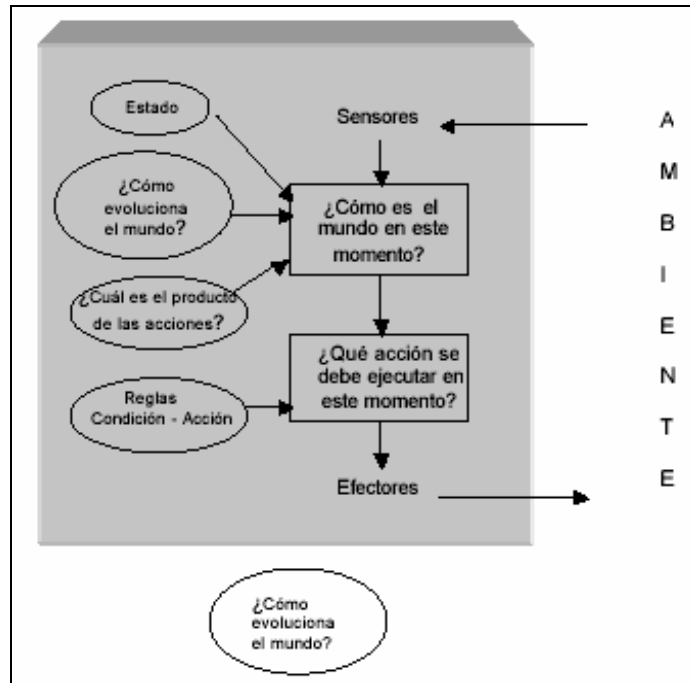 Estado
Sensores
¿Cómo
evoluciona
el mundo?
¿Cómo es el
mundo en este
momento?
¿Cuál es el producto
de las acciones?
¿Qué acción se
debe ejecutar en
este momento?
Reglas
Condición - Acción
Efectores
A
M
B
I
E
N
T
E
¿Cómo
evoluciona
el mundo?